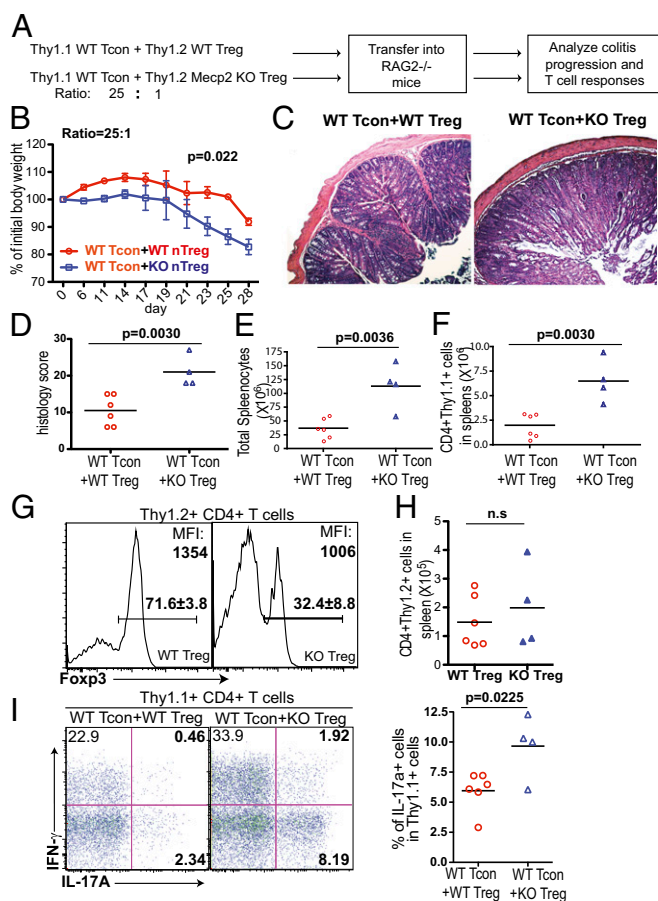 A
Thy1.1 WT Tcon + Thy1.2 WT Treg
Thy1.1 WT Tcon + Thy1.2 Mecp2 KO Treg
Ratio: 25 : 1
Transfer into
RAG2-/-
mice
Analyze colitis
progression and
T cell responses
B
Ratio=25:1
p=0.022
% of initial body weight
120
110
100
90
80
70
WT Tcon+WT nTreg
WT Tcon+KO nTreg
0 6 11 14 17 19 21 23 25 28
day
C
WT Tcon+WT Treg
WT Tcon+KO Treg
D
p=0.0030
histology score
30
20
10
0
WT Tcon
+WT Treg
WT Tcon
+KO Treg
E
p=0.0036
Total Spleenocytes
(X10⁶)
175
150
125
100
75
50
25
0
WT Tcon
+WT Treg
WT Tcon
+KO Treg
F
p=0.0030
CD4+Thy1.1+ cells
in spleens (X10⁶)
10.0
7.5
5.0
2.5
0.0
WT Tcon
+WT Treg
WT Tcon
+KO Treg
G
Thy1.2+ CD4+ T cells
MFI:
1354
71.6±3.8
WT Treg
MFI:
1006
32.4±8.8
KO Treg
Foxp3
H
n.s
CD4+Thy1.2+ cells in
spleen (X10⁵)
5
4
3
2
1
0
WT Treg
KO Treg
I
Thy1.1+ CD4+ T cells
WT Tcon+WT Treg
WT Tcon+KO Treg
22.9
0.46
2.34
33.9
1.92
8.19
IFN-γ
IL-17A
p=0.0225
% of IL-17a+ cells
in Thy1.1+ cells
12.5
10.0
7.5
5.0
2.5
0.0
WT Tcon
+WT Treg
WT Tcon
+KO Treg